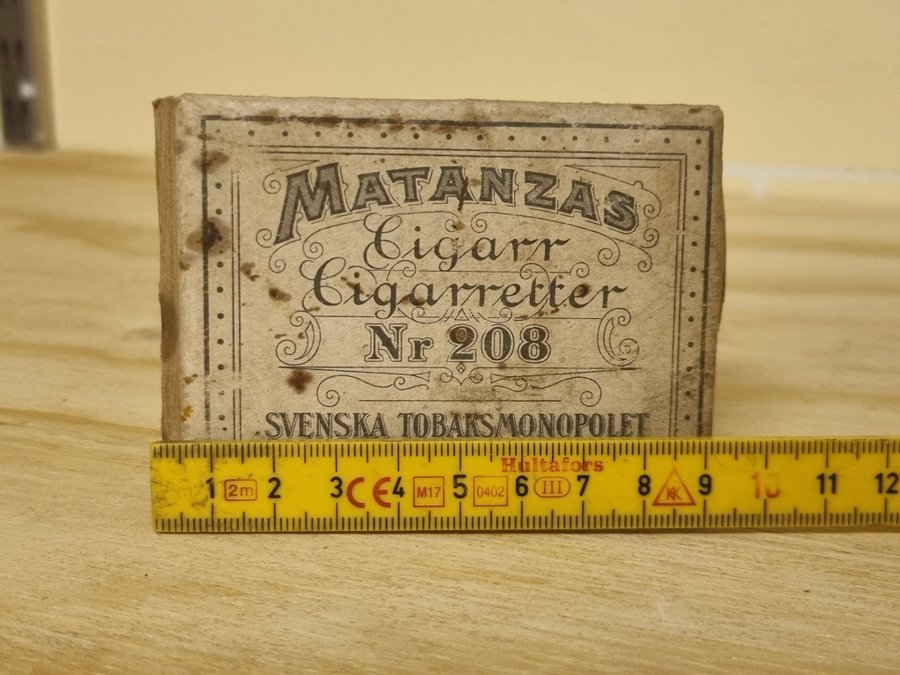 MATANZAS
Cigarr
Cigarretter
Nr 208
SVENSKA TOBAKSMONOPOLET
Hultafors
1 2m 2 3 CE 4 M17 5 0402 6 III 7 8 KK 9 10 11 12